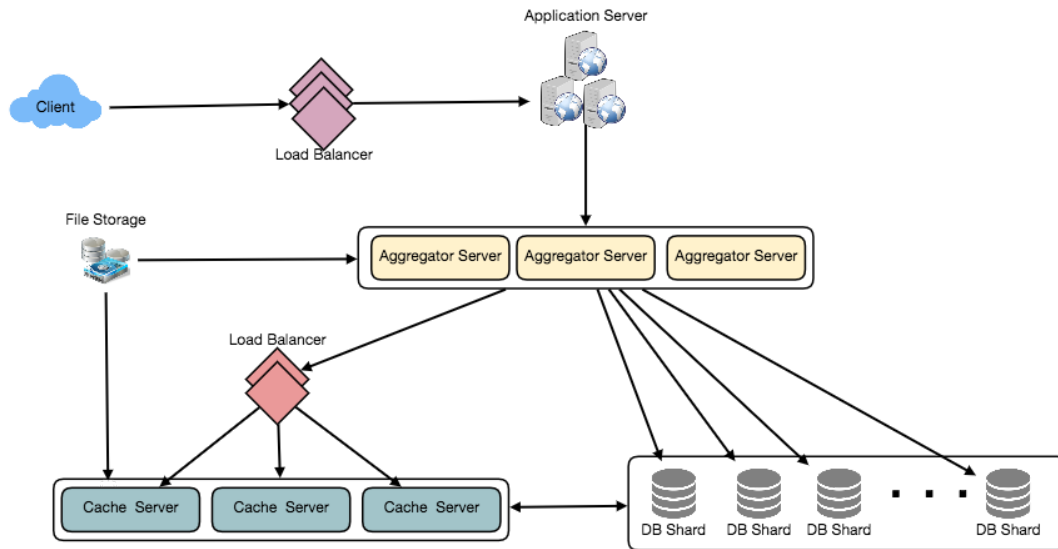 Application Server
Client
Load Balancer
File Storage
Aggregator Server
Aggregator Server
Aggregator Server
Load Balancer
Cache Server
Cache Server
Cache Server
DB Shard
DB Shard
DB Shard
DB Shard